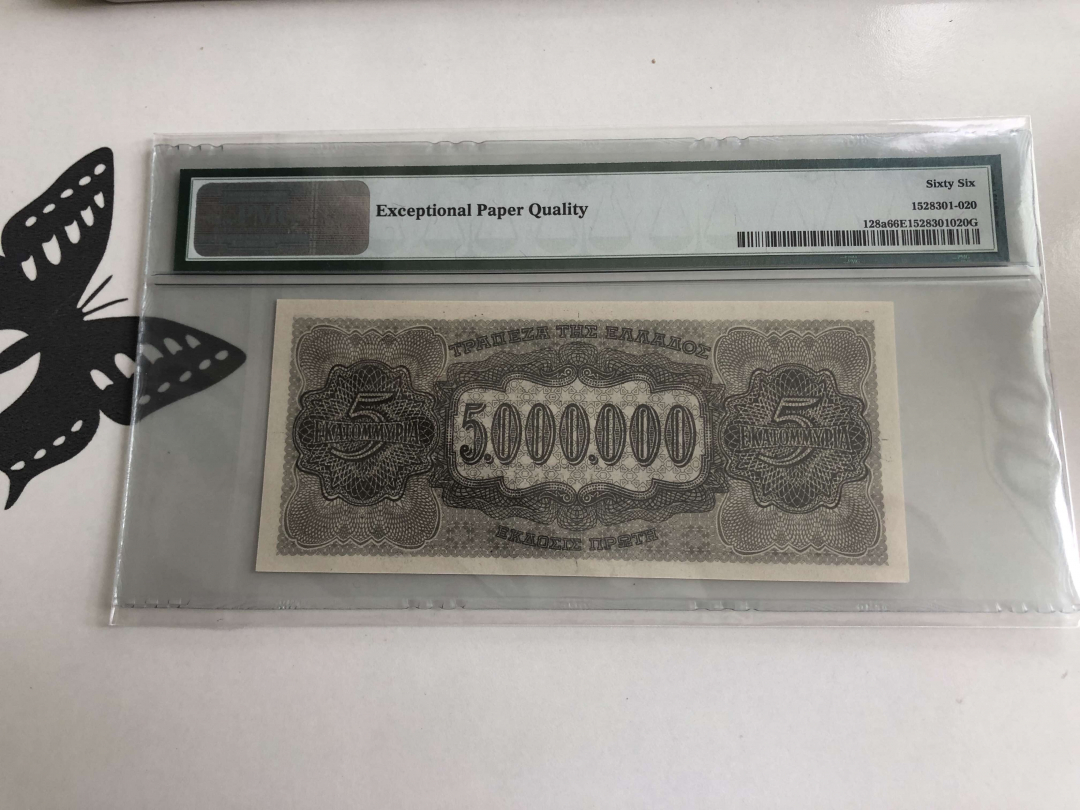 PMG
Exceptional Paper Quality
Sixty Six
1528301-020
128a66E1528301020G
ΤΡΑΠΕΖΑ ΤΗΣ ΕΛΛΑΔΟΣ
5
ΕΚΑΤΟΜΜΥΡΙΑ
5.000.000
5
ΕΚΑΤΟΜΜΥΡΙΑ
ΕΚΔΟΣΙΣ ΠΡΩΤΗ